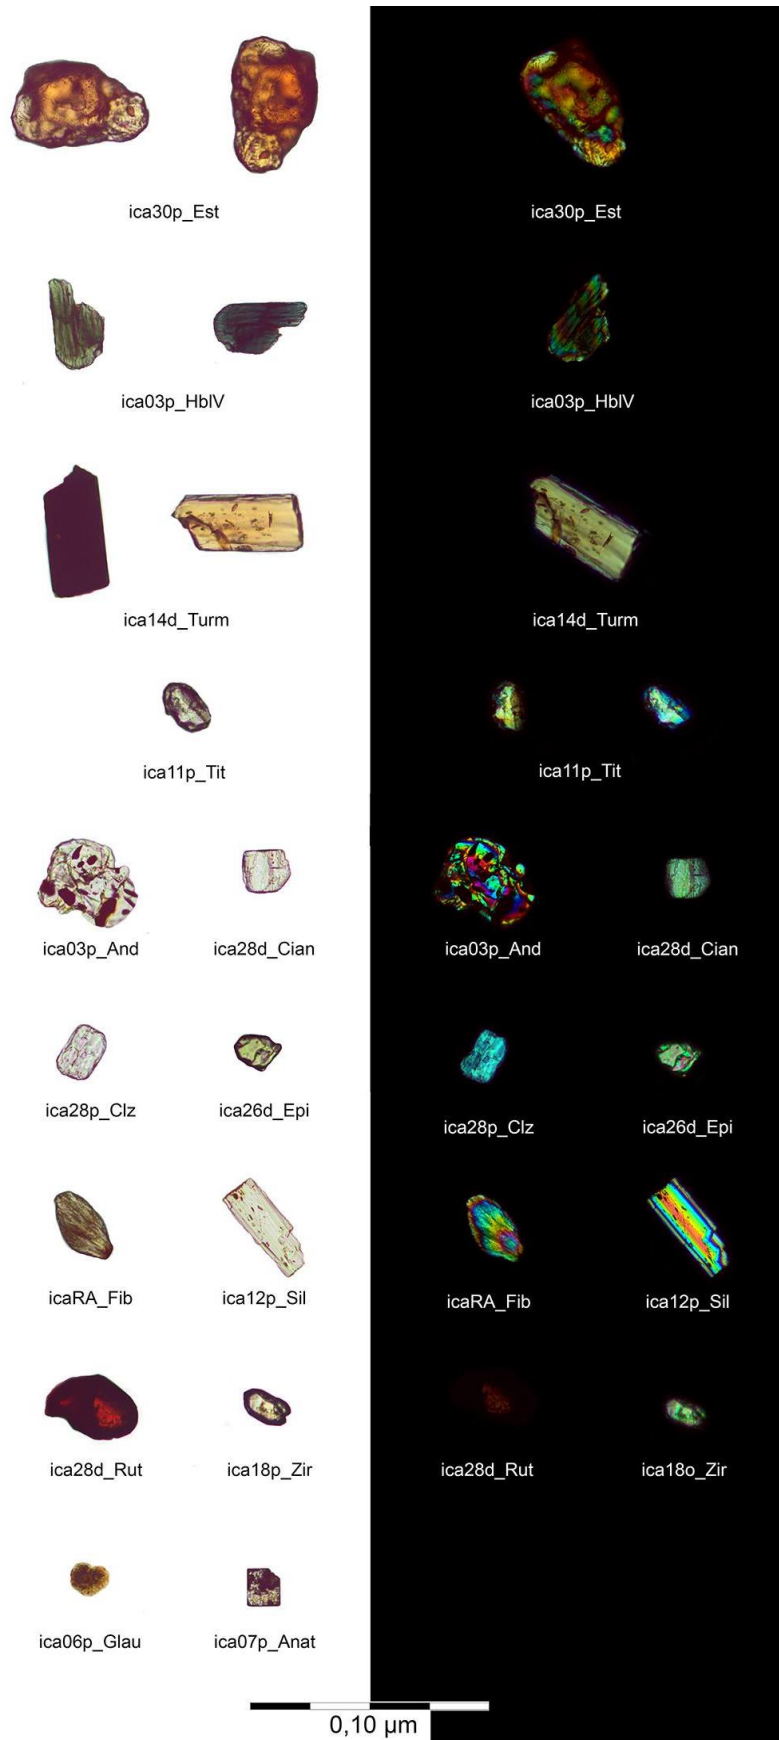 ica30p_Est ica30p_Est
ica03p_HblV ica03p_HblV
ica14d_Turm ica14d_Turm
ica11p_Tit ica11p_Tit
ica03p_And ica28d_Cian ica03p_And ica28d_Cian
ica28p_Clz ica26d_Epi ica28p_Clz ica26d_Epi
icaRA_Fib ica12p_Sil icaRA_Fib ica12p_Sil
ica28d_Rut ica18p_Zir ica28d_Rut ica18o_Zir
ica06p_Glau ica07p_Anat
0,10 µm